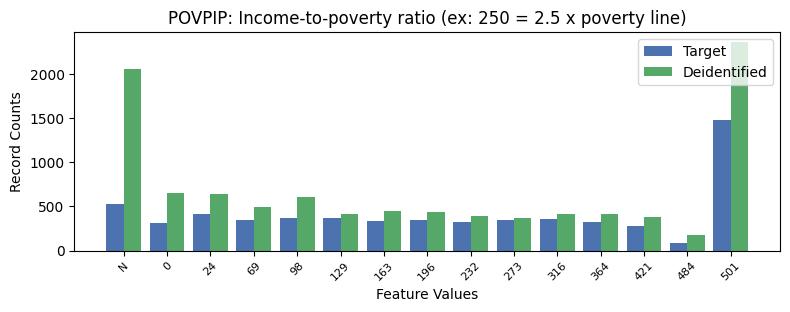 POVPIP: Income-to-poverty ratio (ex: 250 = 2.5 x poverty line)
Target
Deidentified
Record Counts
2000
1500
1000
500
0
N 0 24 69 98 129 163 196 232 273 316 364 421 484 501
Feature Values